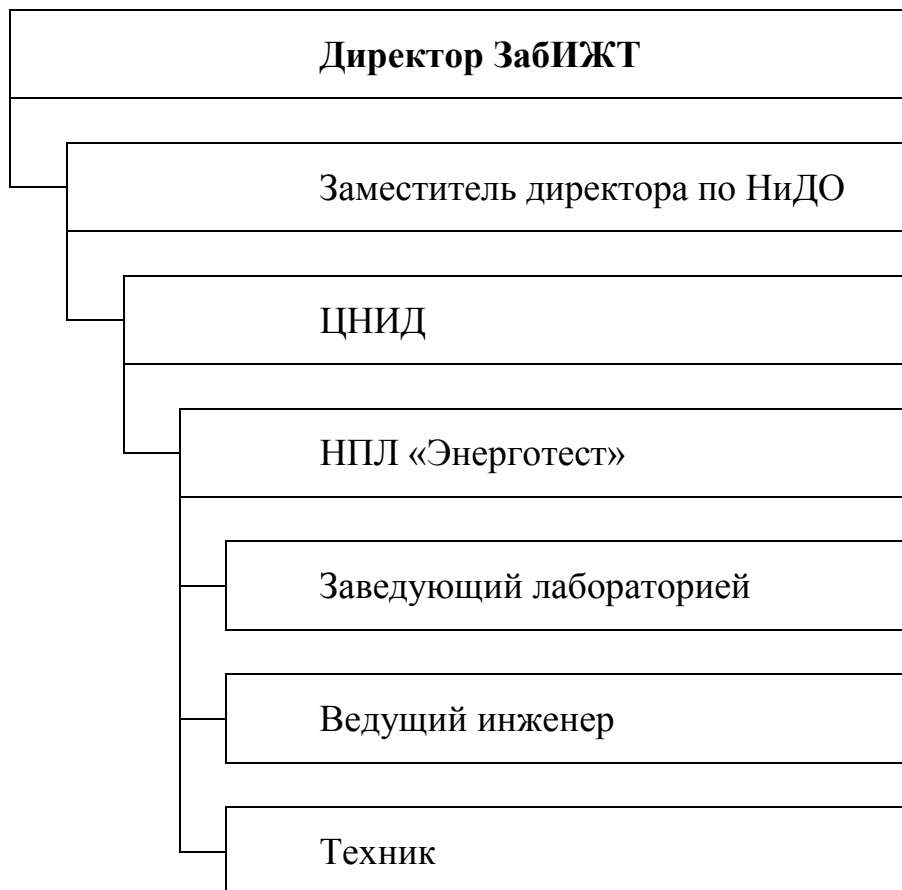 Директор ЗабИЖТ
Заместитель директора по НиДО
ЦНИД
НПЛ «Энерготест»
Заведующий лабораторией
Ведущий инженер
Техник